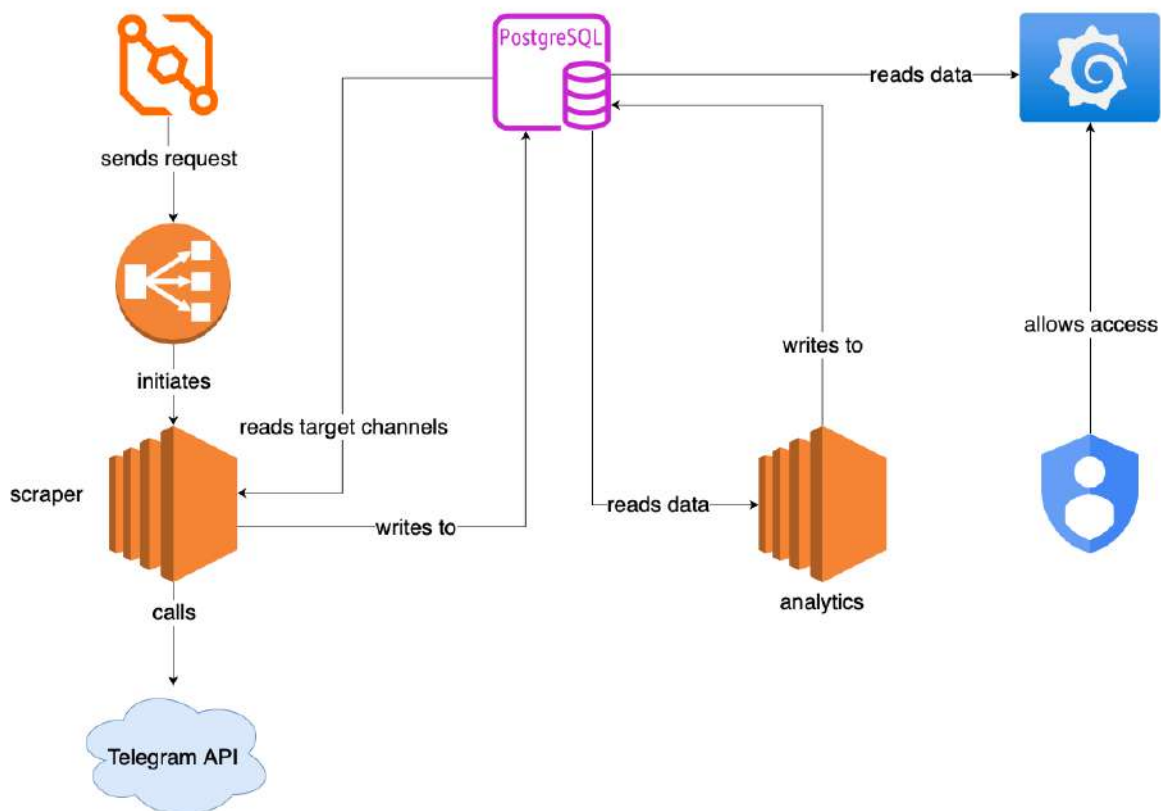 PostgreSQL
reads data
sends request
allows access
writes to
initiates
reads target channels
scraper
writes to
reads data
analytics
calls
Telegram API